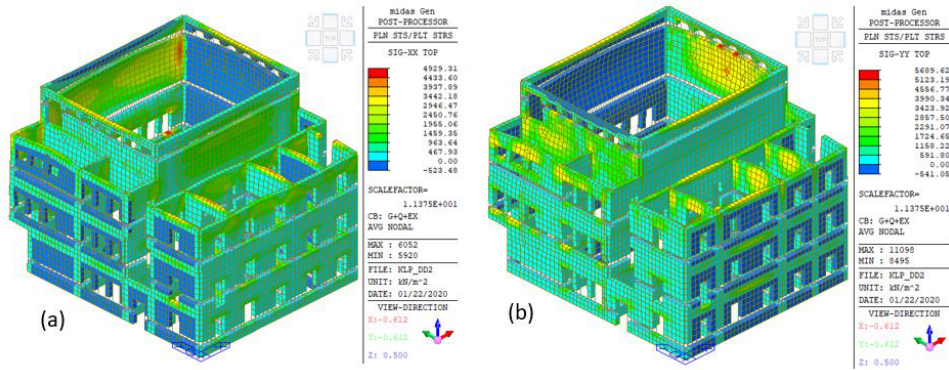 TOP
midas Gen
POST-PROCESSOR
PLN STS/PLT STRS
SIG-XX TOP
4929.31
4433.60
3937.89
3442.18
2946.47
2450.76
1955.06
1459.35
963.64
467.93
0.00
-523.48
SCALEFACTOR=
1.1375E+001
CB: G+Q+EX
AVG NODAL
MAX : 6052
MIN : 5920
FILE: KLP_DD2
UNIT: kN/m^2
DATE: 01/22/2020
VIEW-DIRECTION
X:-0.612
Y:-0.612
Z: 0.500
(a)
TOP
midas Gen
POST-PROCESSOR
PLN STS/PLT STRS
SIG-YY TOP
5689.62
5123.19
4556.77
3990.34
3423.92
2857.50
2291.07
1724.65
1158.22
591.80
0.00
-541.05
SCALEFACTOR=
1.1375E+001
CB: G+Q+EX
AVG NODAL
MAX : 11098
MIN : 8495
FILE: KLP_DD2
UNIT: kN/m^2
DATE: 01/22/2020
VIEW-DIRECTION
X:-0.612
Y:-0.612
Z: 0.500
(b)